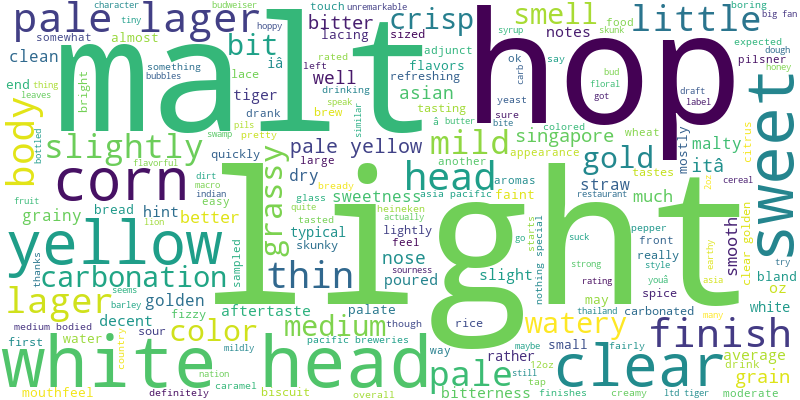 character
budweiser
hoppy
touch
unremarkable
boring
big fan
tiny
pale lager
bitter
crisp
smell
food
little
somewhat
almost
lacing
sized
adjunct
syrup
skunk
rated
notes
expected
clean
bit
something
bubbles
lace
left
well
flavors
ok
carb
say
pilsner
dough
honey
malt
hop
iâ
refreshing
drinking
bud
floral
got
end
thing
leaves
bright
tiger
drank
asian
tasting
yeast
draft
label
body
pils
brew
speak
â
butter
sure
bite
similar
colored
wheat
mostly
malty
citrus
sweet
slightly
swamp
pretty
pale yellow
mild
singapore
appearance
tastes
bottled
flavorful
quickly
large
another
gold
itâ
corn
dirt
macro
indian
grassy
dry
head
aromas
straw
much
cereal
2oz
fruit
grainy
bread
hint
easy
better
glass
quite
sweetness
bready
asia pacific
faint
restaurant
lion
typical
tasted
heineken
actually
lightly
feel
light
go
starts
nothing special
suck
pepper
front
smooth
clear golden
yellow
skunky
sampled
nose
sourness
slight
strong
style
really
earthy
asia
try
thanks
carbonation
thin
poured
rating
youâ
spice
bland
seems
barley
golden
aftertaste
palate
may
thailand
carbonated
oz
white
lager
decent
fizzy
medium
rice
watery
finish
many
medium bodied
sour
color
though
pacific breweries
way
rather
maybe
small
fairly
average
first
water
country
mildly
white head
pale
12oz
still
tap
clear
drink
grain
mouthfeel
nation
caramel
biscuit
overall
bitterness
finishes
creamy
ltd tiger
moderate
definitely